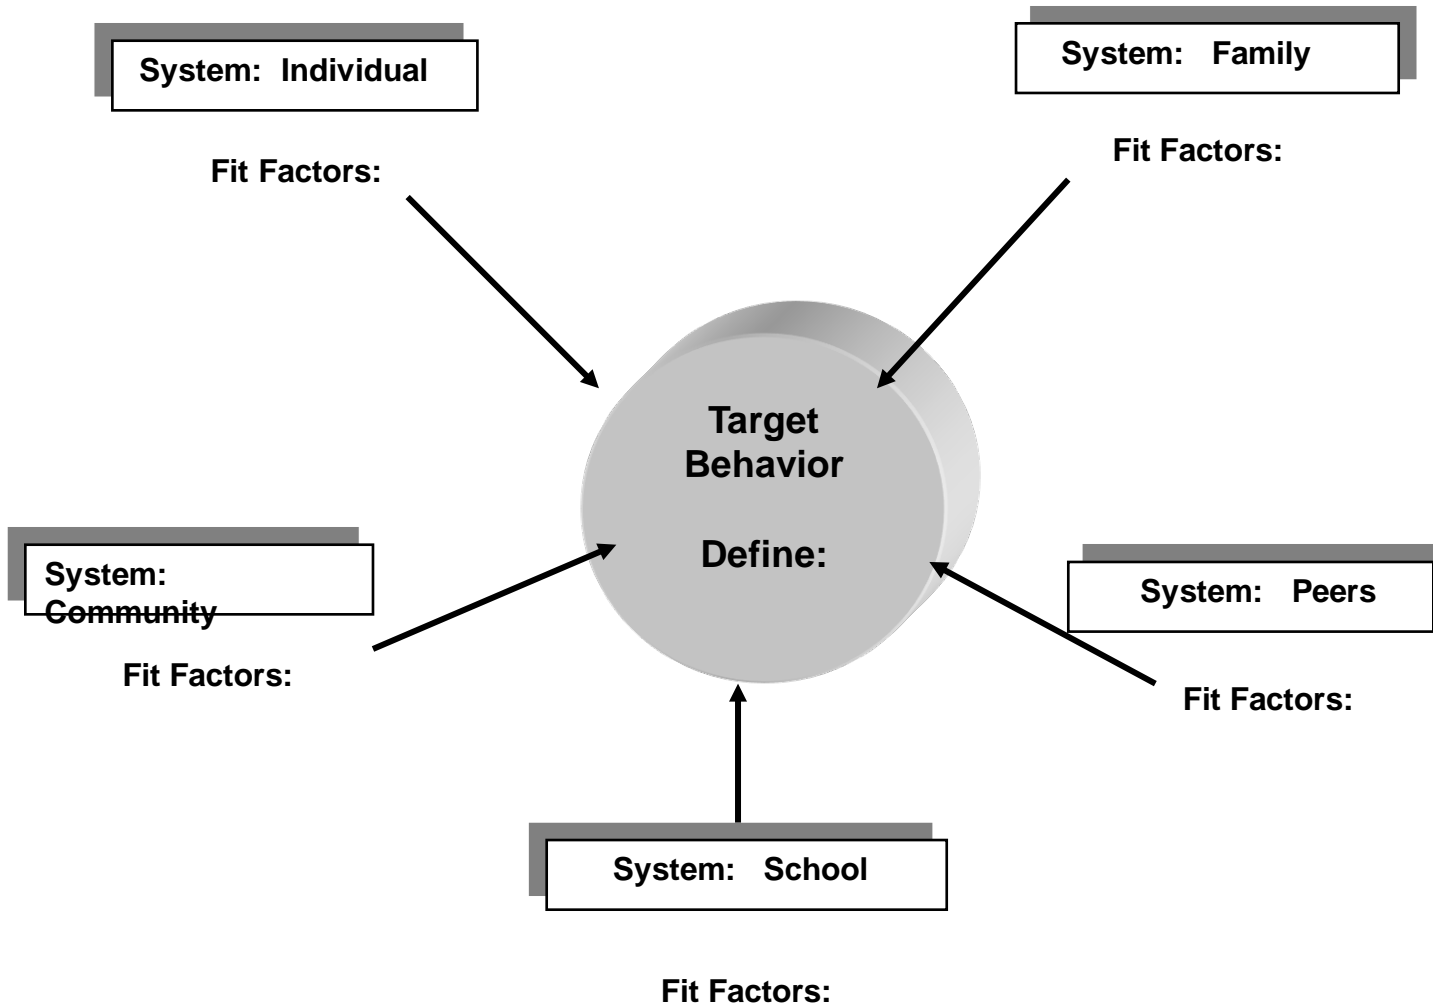 System: Individual
System: Family
Fit Factors:
Fit Factors:
Target
Behavior
Define:
System:
Community
System: Peers
Fit Factors:
Fit Factors:
System: School
Fit Factors: